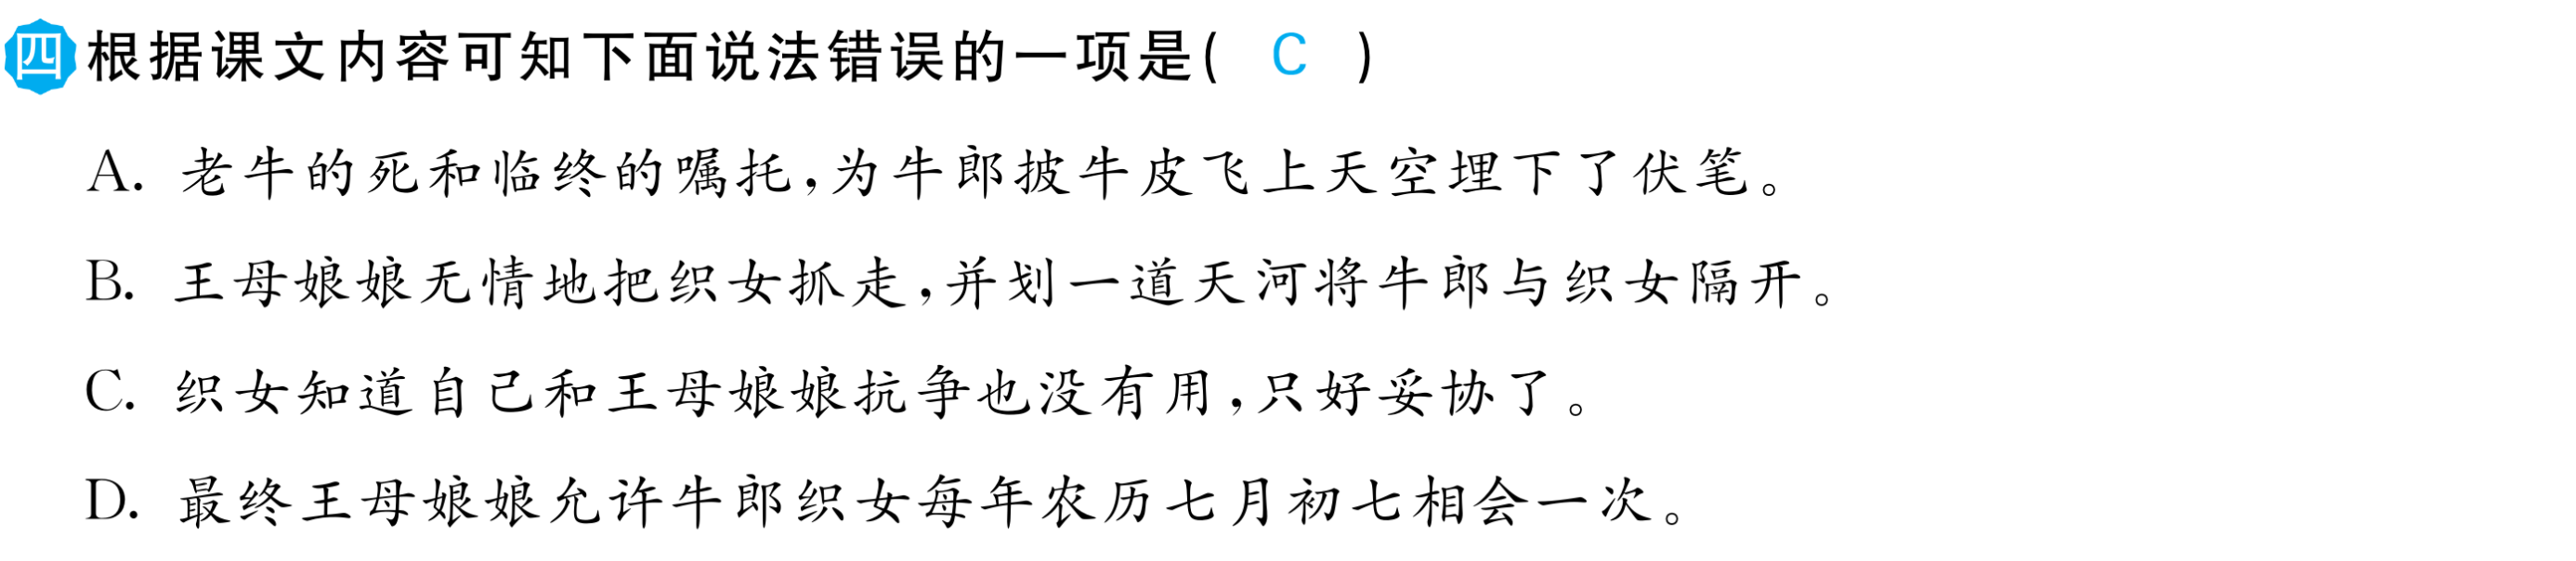 四 根据课文内容可知下面说法错误的一项是( C )
A. 老牛的死和临终的嘱托,为牛郎披牛皮飞上天空埋下了伏笔。
B. 王母娘娘无情地把织女抓走,并划一道天河将牛郎与织女隔开。
C. 织女知道自己和王母娘娘抗争也没有用,只好妥协了。
D. 最终王母娘娘允许牛郎织女每年农历七月初七相会一次。